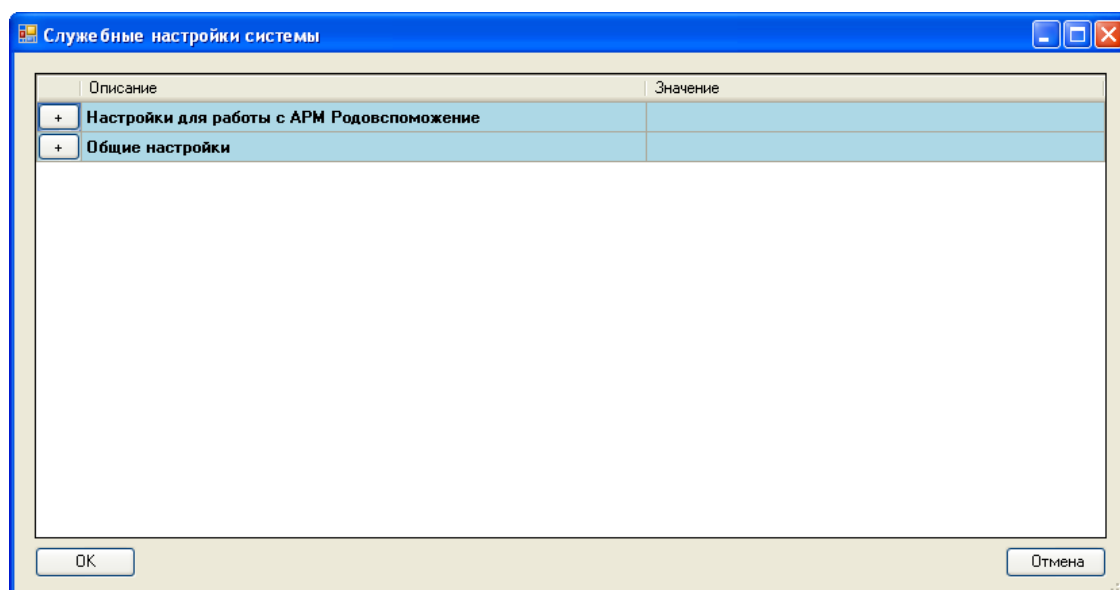 Служебные настройки системы
Описание Значение
+ Настройки для работы с АРМ Родовспоможение
+ Общие настройки
OK Отмена